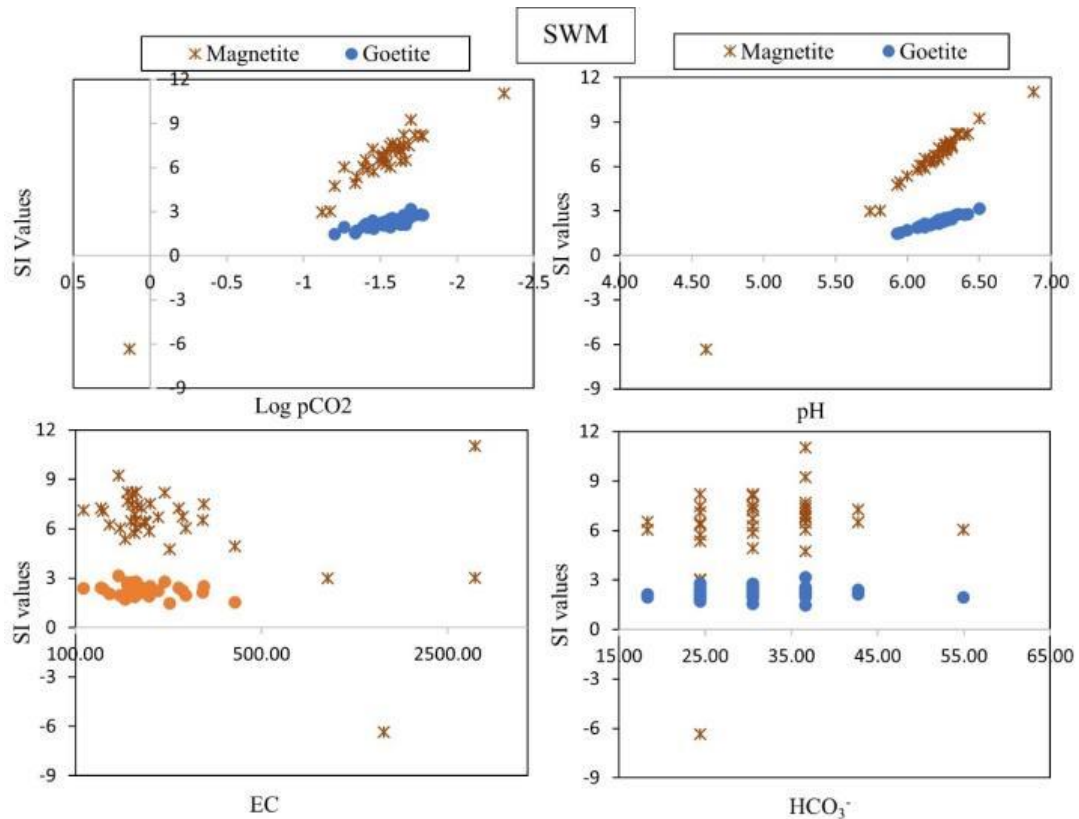 SWM
Magnetite Goetite
Magnetite Goetite
12
9
6
3
0
-3
-6
-9
0.5 0 -0.5 -1 -1.5 -2 -2.5
SI Values
Log pCO2
12
9
6
3
0
-3
-6
-9
4.00 4.50 5.00 5.50 6.00 6.50 7.00
SI values
pH
12
9
6
3
0
-3
-6
-9
100.00 500.00 2500.00
SI values
EC
12
9
6
3
0
-3
-6
-9
15.00 25.00 35.00 45.00 55.00 65.00
SI values
HCO₃⁻